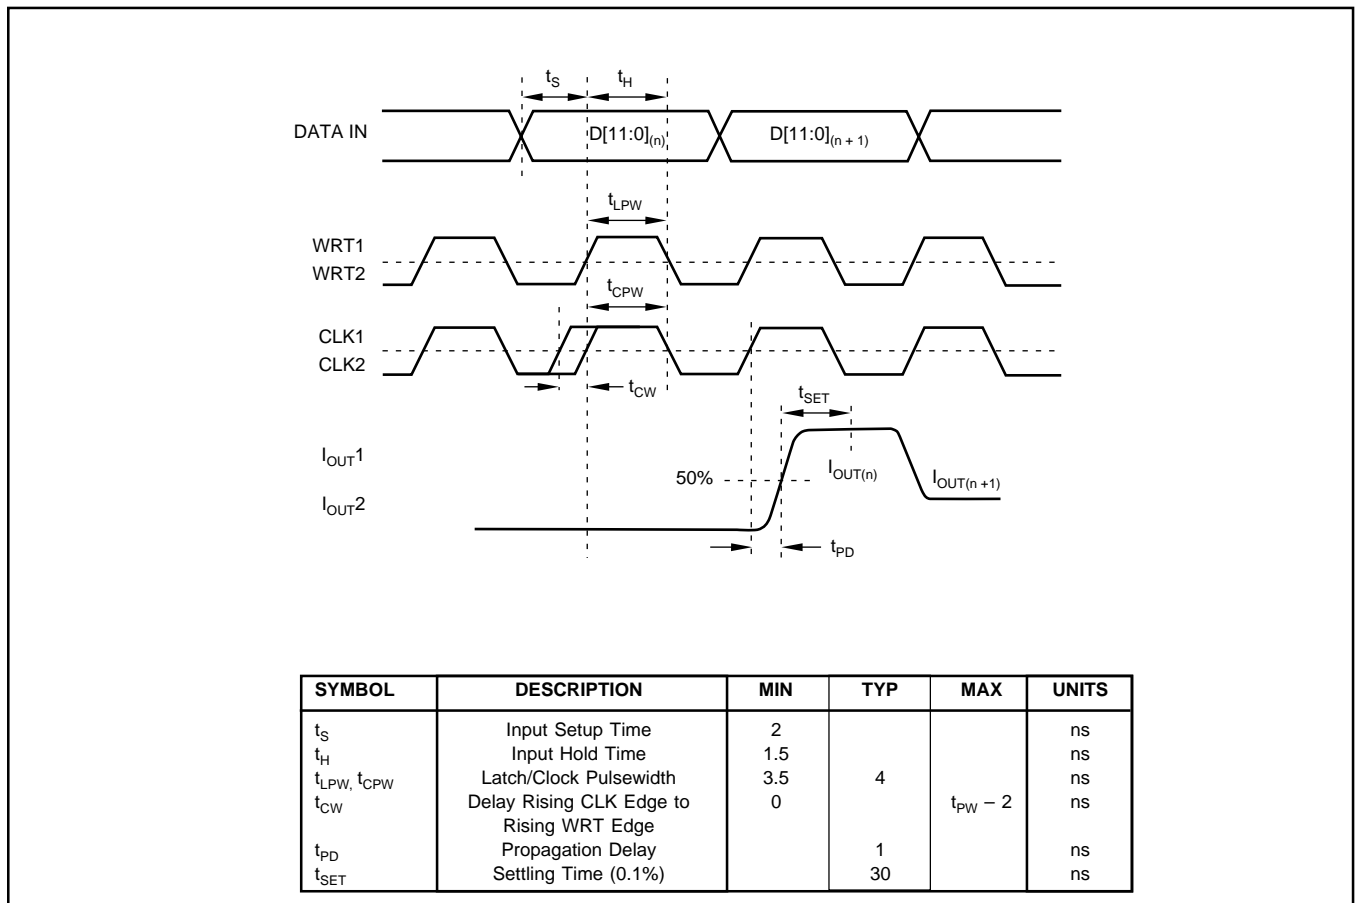 tS tH
DATA IN D[11:0](n) D[11:0](n + 1)
tLPW
WRT1
WRT2
tCPW
CLK1
CLK2
tCW
tSET
IOUT1
50% IOUT(n) IOUT(n +1)
IOUT2
tPD
SYMBOL DESCRIPTION MIN TYP MAX UNITS
tS Input Setup Time 2 ns
tH Input Hold Time 1.5 ns
tLPW, tCPW Latch/Clock Pulsewidth 3.5 4 ns
tCW Delay Rising CLK Edge to 0 tPW – 2 ns
Rising WRT Edge
tPD Propagation Delay 1 ns
tSET Settling Time (0.1%) 30 ns